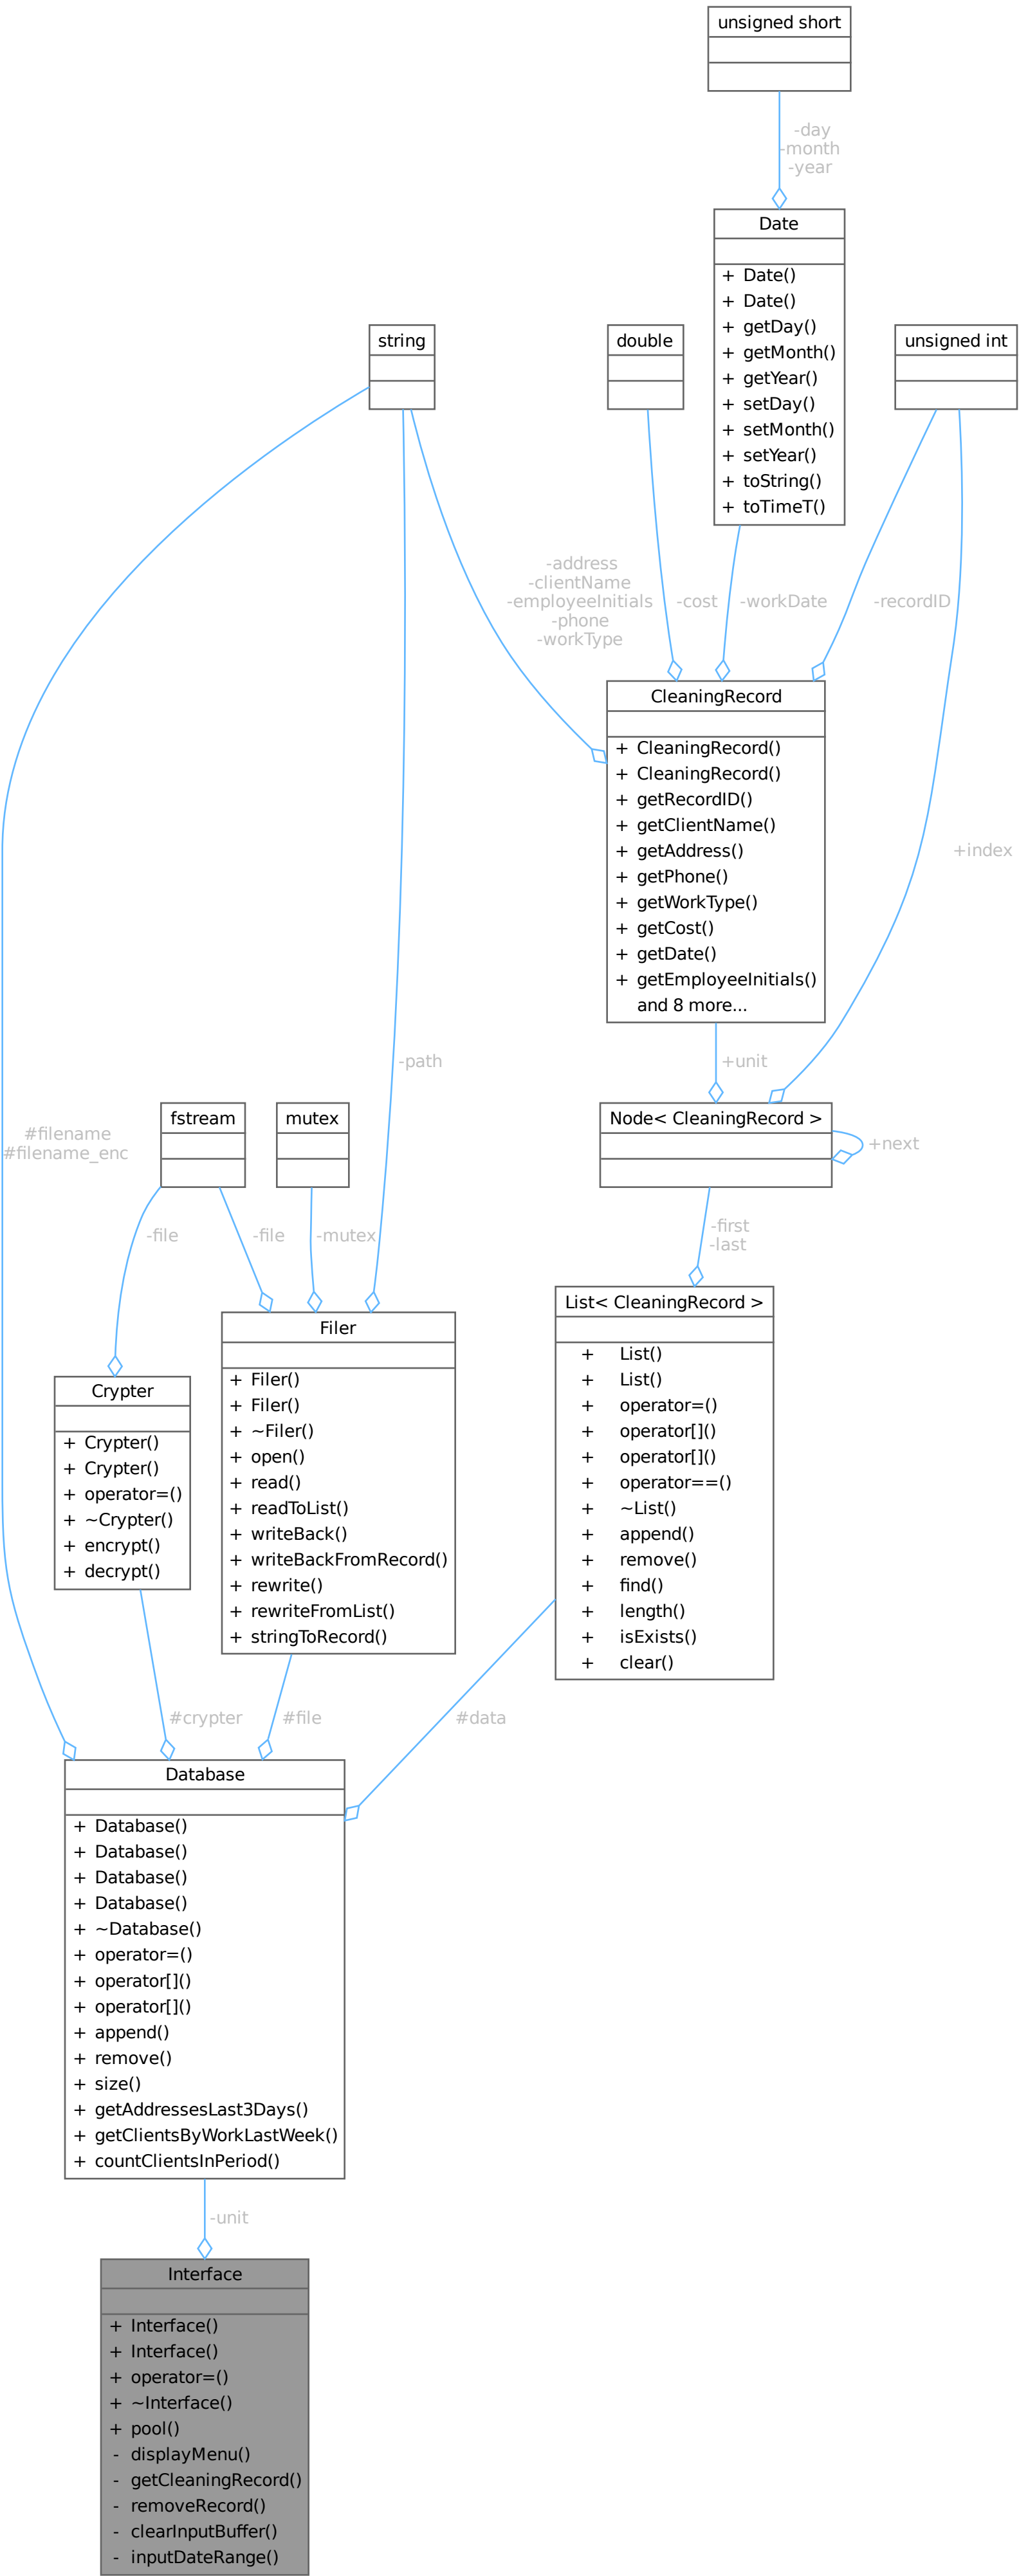 unsigned short
-day
-month
-year
Date
+ Date()
+ Date()
+ getDay()
+ getMonth()
+ getYear()
+ setDay()
+ setMonth()
+ setYear()
+ toString()
+ toTimeT()
string
double
unsigned int
-address
-clientName
-employeeInitials
-phone
-workType
-cost
-workDate
-recordID
CleaningRecord
+ CleaningRecord()
+ CleaningRecord()
+ getRecordID()
+ getClientName()
+ getAddress()
+ getPhone()
+ getWorkType()
+ getCost()
+ getDate()
+ getEmployeeInitials()
and 8 more...
+index
-path
+unit
fstream
mutex
Node< CleaningRecord >
+next
#filename
#filename_enc
-file
-file
-mutex
-first
-last
List< CleaningRecord >
+ List()
+ List()
+ operator=()
+ operator[]()
+ operator[]()
+ operator==()
+ ~List()
+ append()
+ remove()
+ find()
+ length()
+ isExists()
+ clear()
Filer
+ Filer()
+ Filer()
+ ~Filer()
+ open()
+ read()
+ readToList()
+ writeBack()
+ writeBackFromRecord()
+ rewrite()
+ rewriteFromList()
+ stringToRecord()
Crypter
+ Crypter()
+ Crypter()
+ operator=()
+ ~Crypter()
+ encrypt()
+ decrypt()
#crypter
#file
#data
Database
+ Database()
+ Database()
+ Database()
+ Database()
+ ~Database()
+ operator=()
+ operator[]()
+ operator[]()
+ append()
+ remove()
+ size()
+ getAddressesLast3Days()
+ getClientsByWorkLastWeek()
+ countClientsInPeriod()
-unit
Interface
+ Interface()
+ Interface()
+ operator=()
+ ~Interface()
+ pool()
- displayMenu()
- getCleaningRecord()
- removeRecord()
- clearInputBuffer()
- inputDateRange()